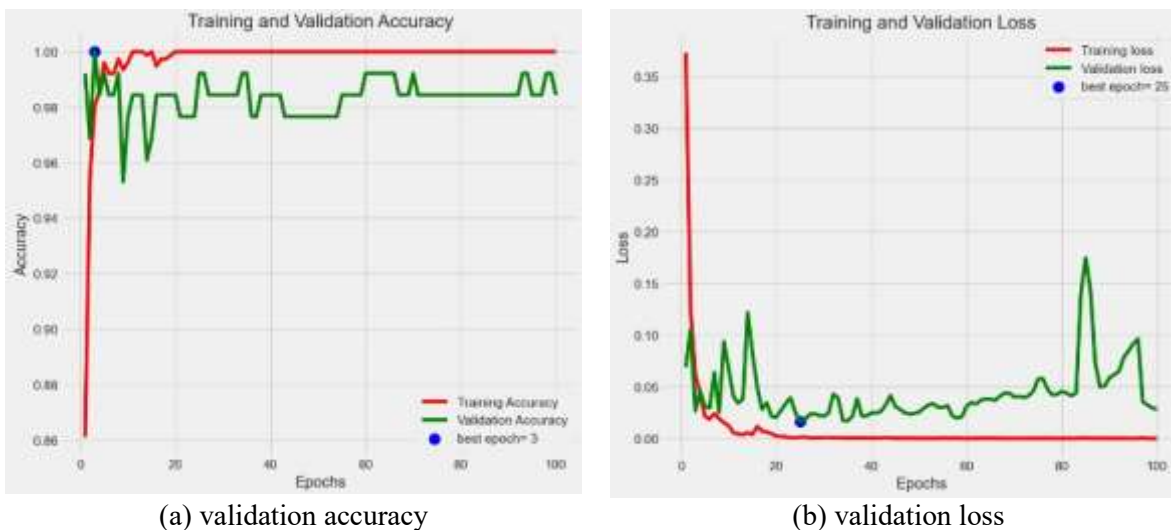 Training and Validation Accuracy
1.00
0.98
0.96
0.94
0.92
0.90
0.88
0.86
Accuracy
0
20
40
60
80
100
Epochs
Training Accuracy
Validation Accuracy
best epoch= 3
(a) validation accuracy
Training and Validation Loss
0.35
0.30
0.25
0.20
0.15
0.10
0.05
0.00
Loss
0
20
40
60
80
100
Epochs
Training loss
Validation loss
best epoch= 25
(b) validation loss